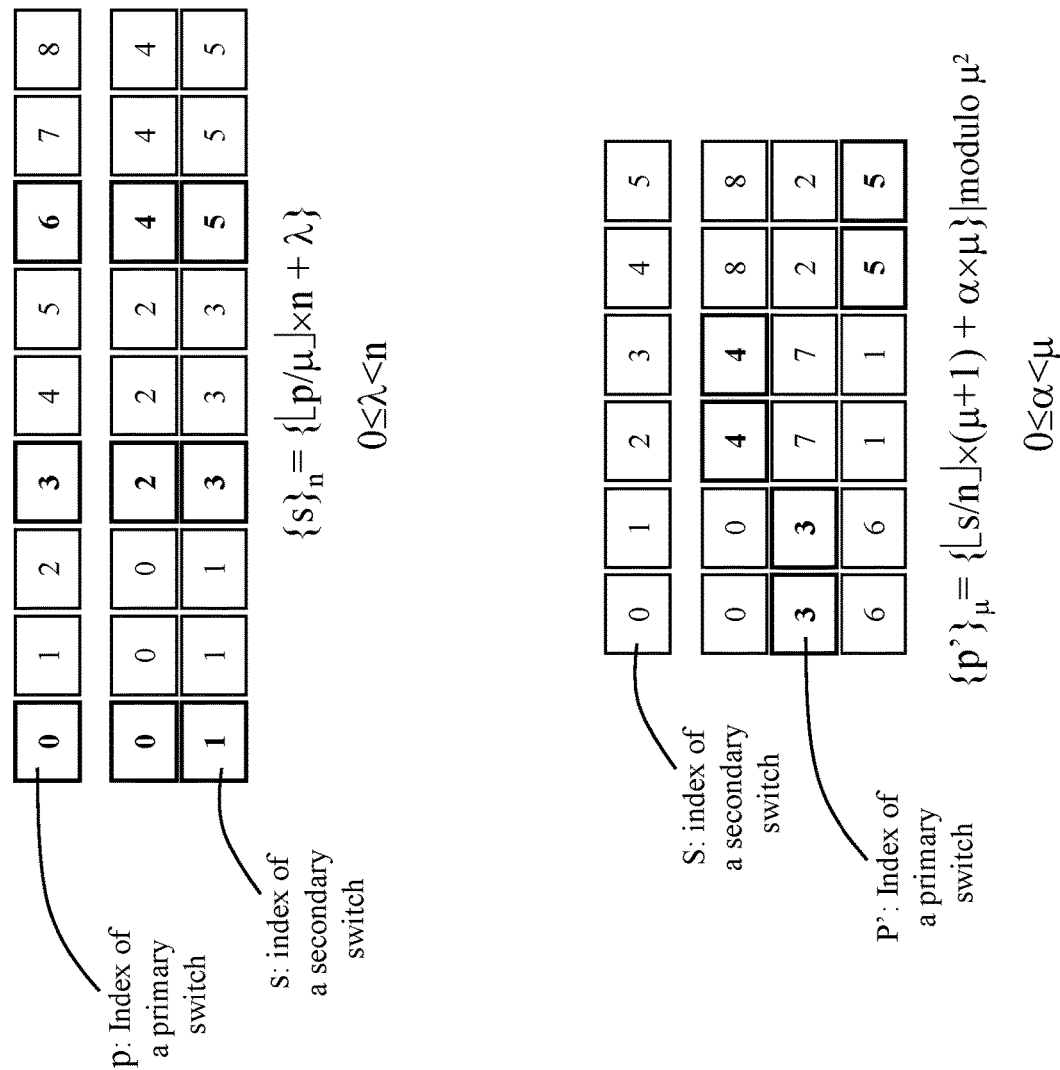 0 1 2 3 4 5 6 7 8
0 0 0 2 2 2 4 4 4
1 1 1 3 3 3 5 5 5
p: Index of
a primary
switch
s: index of
a secondary
switch
{s}ₙ = {⌊p/μ⌋×n + λ}
0≤λ<n
0 1 2 3 4 5
0 0 4 4 8 8
3 3 7 7 2 2
6 6 1 1 5 5
S: index of
a secondary
switch
P’: Index of
a primary
switch
{p’}μ = {⌊s/n⌋×(μ+1) + α×μ}|modulo μ²
0≤α<μ